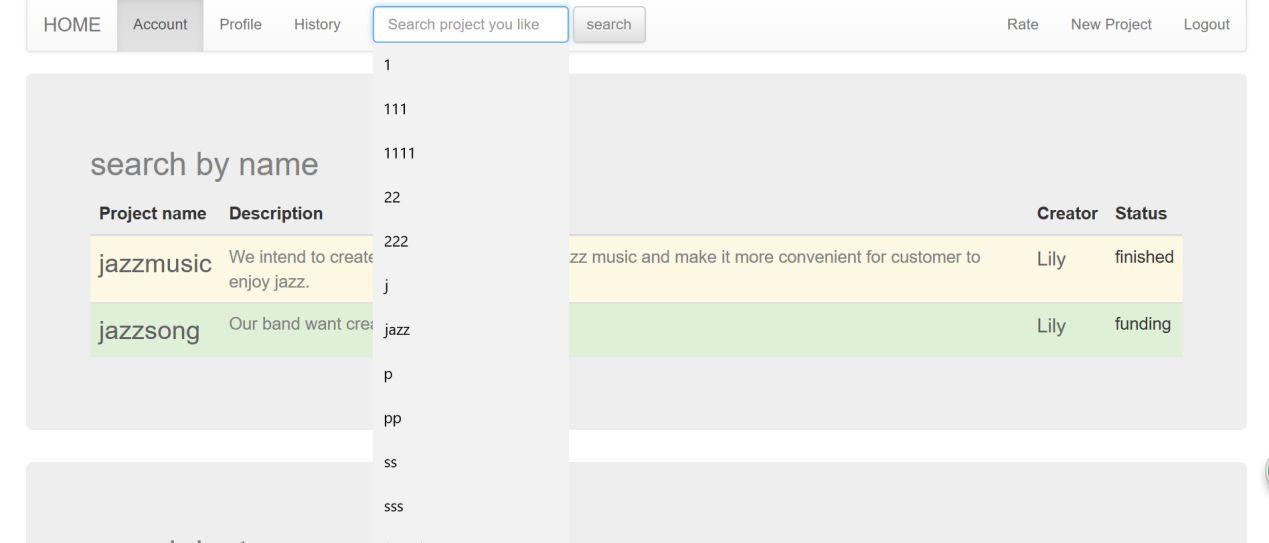 HOME Account Profile History Search project you like search Rate New Project Logout
1
111
1111
22
222
j
jazz
p
pp
ss
sss
search by name
Project name Description Creator Status
jazzmusic We intend to create zz music and make it more convenient for customer to Lily finished
enjoy jazz.
jazzsong Our band want Lily funding